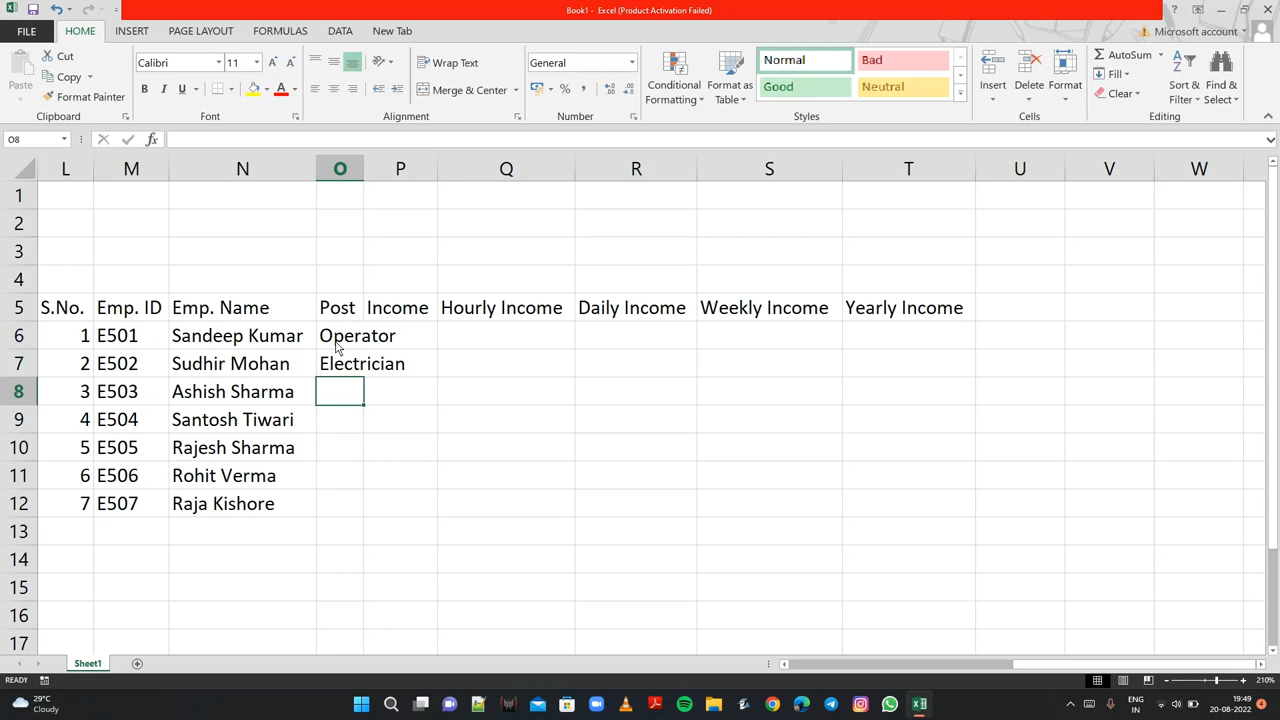 Book1 - Excel (Product Activation Failed)
FILE HOME INSERT PAGE LAYOUT FORMULAS DATA New Tab Microsoft account
Cut
Copy
Format Painter
Paste
Clipboard
Calibri 11
B I U A
Font
Wrap Text
Merge & Center
Alignment
General
%
Number
Conditional Formatting
Format as Table
Normal Bad
Good Neutral
Styles
Insert Delete Format
Cells
AutoSum
Fill
Clear
Sort & Filter
Find & Select
Editing
O8 fx
L M N O P Q R S T U V W
1
2
3
4
5 S.No. Emp. ID Emp. Name Post Income Hourly Income Daily Income Weekly Income Yearly Income
6 1 E501 Sandeep Kumar Operator
7 2 E502 Sudhir Mohan Electrician
8 3 E503 Ashish Sharma
9 4 E504 Santosh Tiwari
10 5 E505 Rajesh Sharma
11 6 E506 Rohit Verma
12 7 E507 Raja Kishore
13
14
15
16
17
Sheet1
READY 210%
29°C
Cloudy
ENG
IN
19:49
20-08-2022